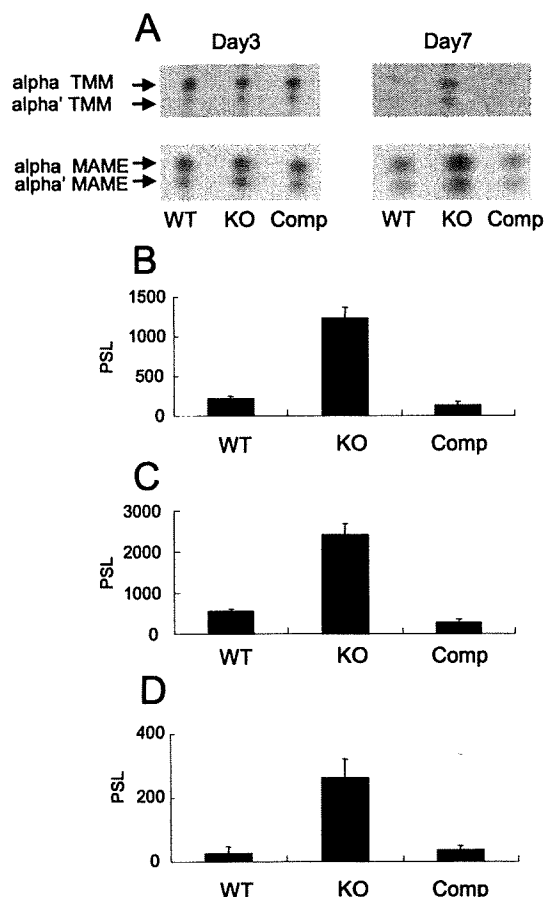 A
Day3 Day7
alpha TMM
alpha' TMM
alpha MAME
alpha' MAME
WT KO Comp WT KO Comp
B
1500
1000
500
0
PSL
WT KO Comp
C
3000
2000
1000
0
PSL
WT KO Comp
D
400
200
0
PSL
WT KO Comp